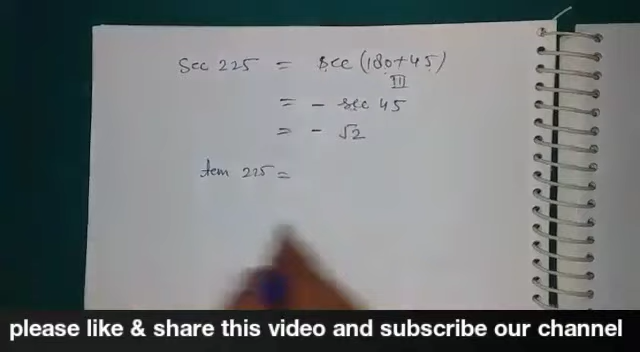 Sec 225 = sec (180+45)
III
= - sec 45
= - √2
tan 225 =
please like & share this video and subscribe our channel